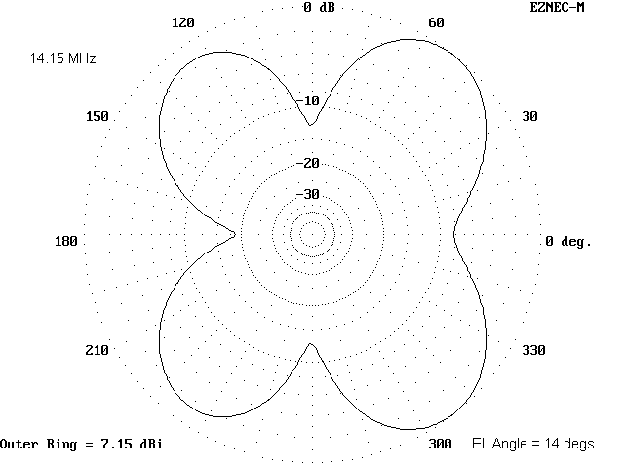 0 dB
EZNEC-M
120
60
14.15 MHz
-10
150
30
-20
-30
180
0 deg.
210
330
Outer Ring = 7.15 dBi
300
El Angle = 14 degs